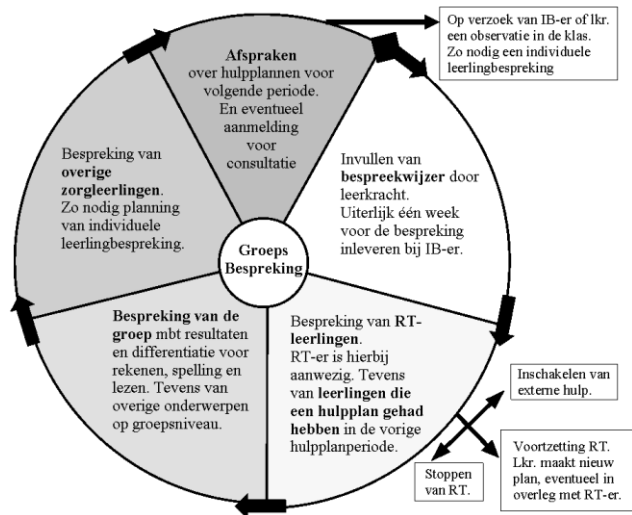 Op verzoek van IB-er of lkr.
een observatie in de klas.
Zo nodig een individuele
leerlingbespreking
Afspraken
over hulpplannen voor
volgende periode.
En eventueel
aanmelding
voor
consultatie
Invullen van
bespreekwijzer door
leerkracht.
Uiterlijk één week
voor de bespreking
inleveren bij IB-er.
Bespreking van
overige
zorgleerlingen.
Zo nodig planning
van individuele
leerlingbespreking.
Groeps
Bespreking
Bespreking van RT-
leerlingen.
RT-er is hierbij
aanwezig. Tevens
van leerlingen die
een hulpplan gehad
hebben in de vorige
hulpplanperiode.
Bespreking van de
groep mbt resultaten
en differentiatie voor
rekenen, spelling en
lezen. Tevens van
overige onderwerpen
op groepsniveau.
Inschakelen van
externe hulp.
Stoppen
van RT.
Voortzetting RT.
Lkr. maakt nieuw
plan, eventueel in
overleg met RT-er.